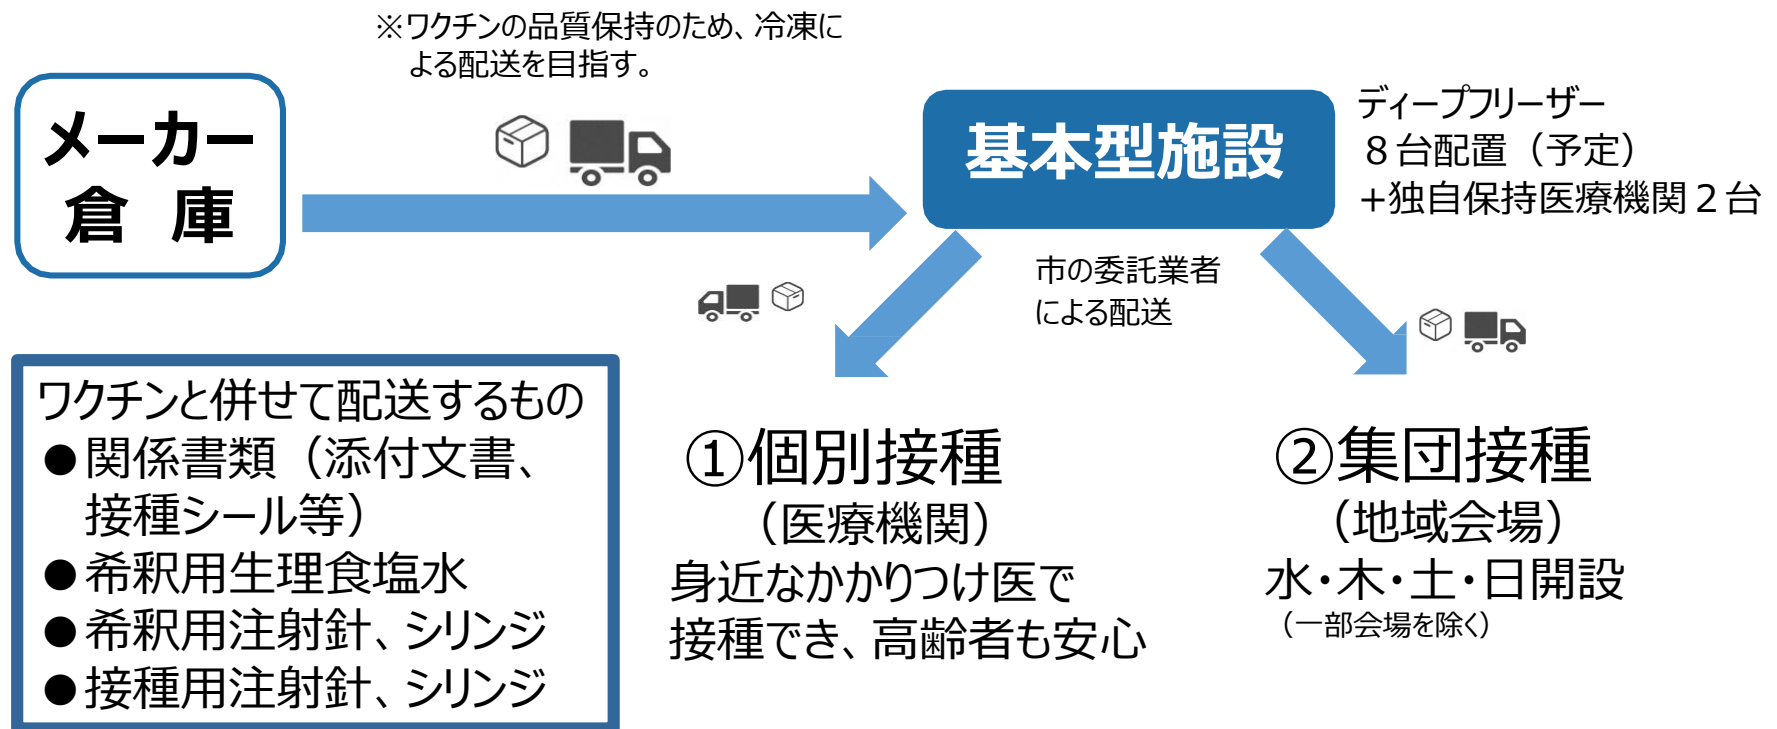 ※ワクチンの品質保持のため、冷凍に
よる配送を目指す。
メーカー
倉　庫
基本型施設
ディープフリーザー
８台配置（予定）
+独自保持医療機関２台
市の委託業者
による配送
ワクチンと併せて配送するもの
●関係書類（添付文書、
接種シール等）
●希釈用生理食塩水
●希釈用注射針、シリンジ
●接種用注射針、シリンジ
①個別接種
（医療機関）
身近なかかりつけ医で
接種でき、高齢者も安心
②集団接種
（地域会場）
水・木・土・日開設
（一部会場を除く）